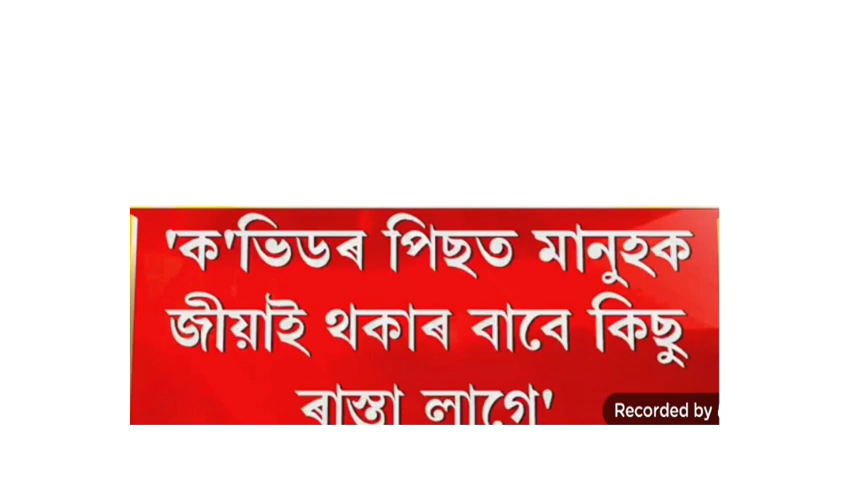 'ক'ভিডৰ পিছত মানুহক
জীয়াই থকাৰ বাবে কিছু
ৰাস্তা লাগে'
Recorded by